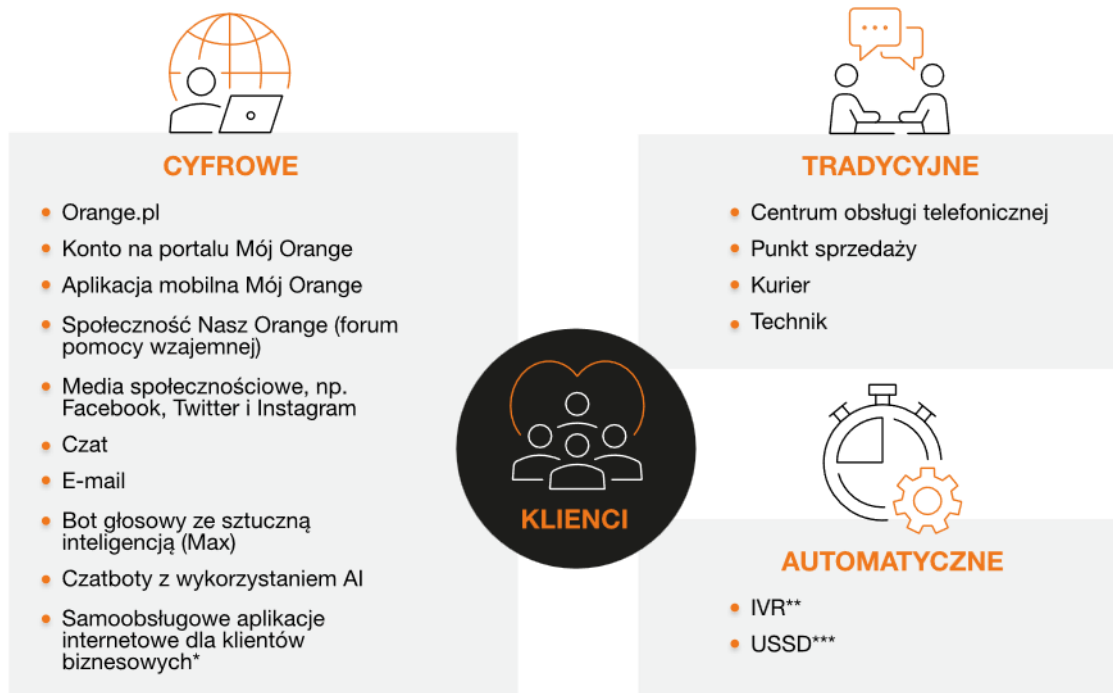 CYFROWE
Orange.pl
Konto na portalu Mój Orange
Aplikacja mobilna Mój Orange
Społeczność Nasz Orange (forum
pomocy wzajemnej)
Media społecznościowe, np.
Facebook, Twitter i Instagram
Czat
E-mail
Bot głosowy ze sztuczną
inteligencją (Max)
Czatboty z wykorzystaniem AI
Samoobsługowe aplikacje
internetowe dla klientów
biznesowych*
KLIENCI
TRADYCYJNE
Centrum obsługi telefonicznej
Punkt sprzedaży
Kurier
Technik
AUTOMATYCZNE
IVR**
USSD***